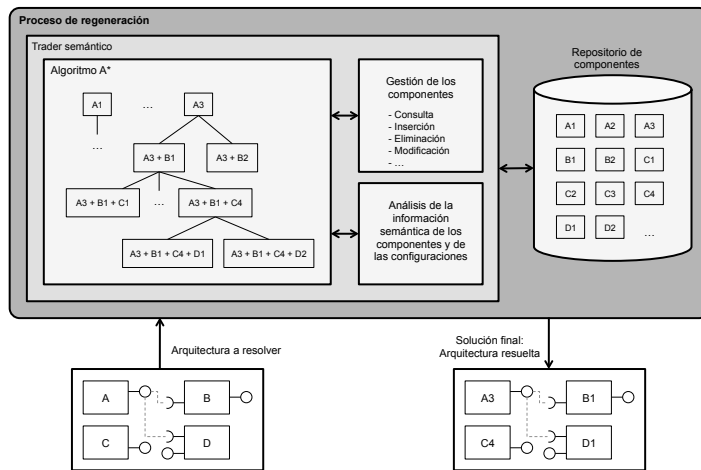 Proceso de regeneración
Trader semántico
Algoritmo A*
A1
...
A3
...
A3 + B1
A3 + B2
A3 + B1 + C1
...
A3 + B1 + C4
A3 + B1 + C4 + D1
A3 + B1 + C4 + D2
Gestión de los
componentes
- Consulta
- Inserción
- Eliminación
- Modificación
- ...
Análisis de la
información
semántica de los
componentes y de
las configuraciones
Repositorio de
componentes
A1
A2
A3
B1
B2
C1
C2
C3
C4
D1
D2
...
Arquitectura a resolver
Solución final:
Arquitectura resuelta
A
B
C
D
A3
B1
C4
D1